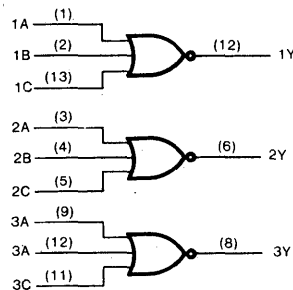 1A (1)
1B (2) (12) 1Y
1C (13)
2A (3)
2B (4) (6) 2Y
2C (5)
3A (9)
3A (12) (8) 3Y
3C (11)